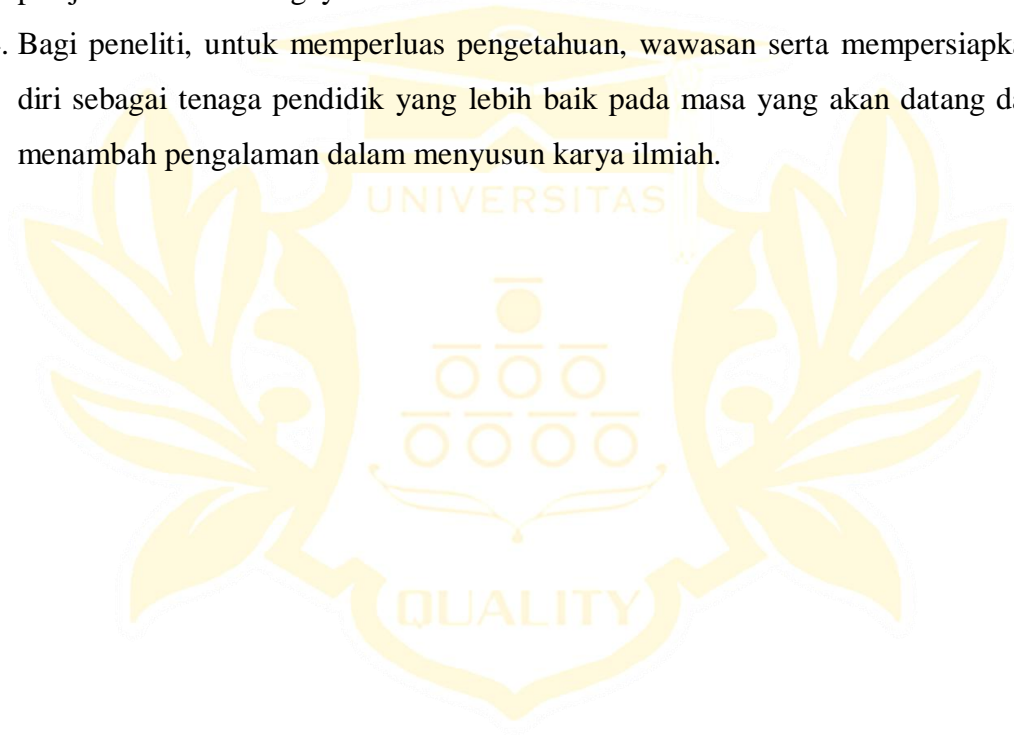 . Bagi peneliti, untuk memperluas pengetahuan, wawasan serta mempersiapka
diri sebagai tenaga pendidik yang lebih baik pada masa yang akan datang da
menambah pengalaman dalam menyusun karya ilmiah.
UNIVERSITAS
QUALITY